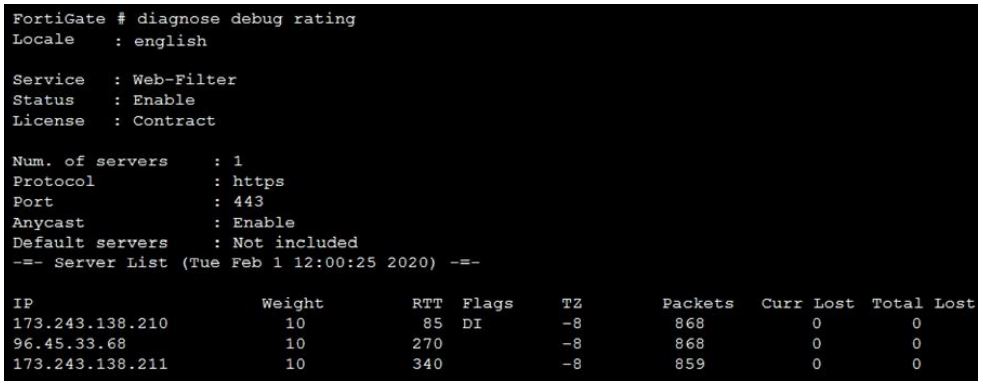 FortiGate # diagnose debug rating
Locale : english
Service : Web-Filter
Status : Enable
License : Contract
Num. of servers : 1
Protocol : https
Port : 443
Anycast : Enable
Default servers : Not included
-=- Server List (Tue Feb 1 12:00:25 2020) -=-
IP Weight RTT Flags TZ Packets Curr Lost Total Lost
173.243.138.210 10 85 DI -8 868 0 0
96.45.33.68 10 270 -8 868 0 0
173.243.138.211 10 340 -8 859 0 0